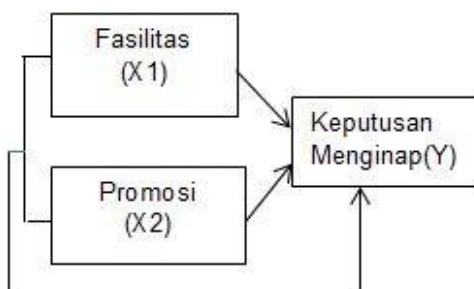 Fasilitas
(X1)
Keputusan
Menginap(Y)
Promosi
(X2)